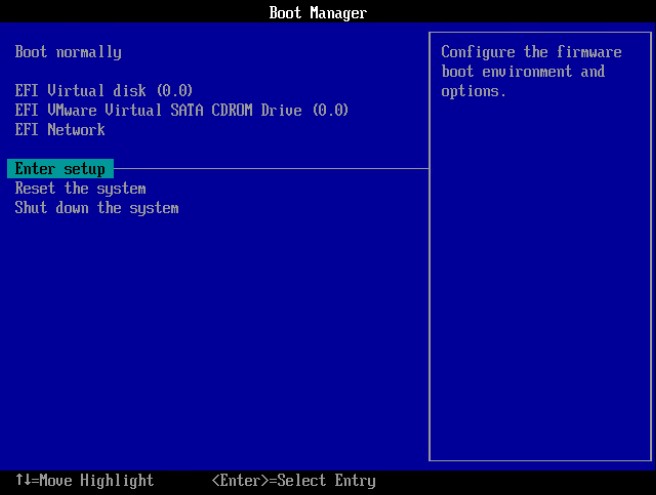 Boot Manager
Boot normally
EFI Virtual disk (0.0)
EFI VMware Virtual SATA CDROM Drive (0.0)
EFI Network
Enter setup
Reset the system
Shut down the system
Configure the firmware
boot environment and
options.
↑↓=Move Highlight <Enter>=Select Entry